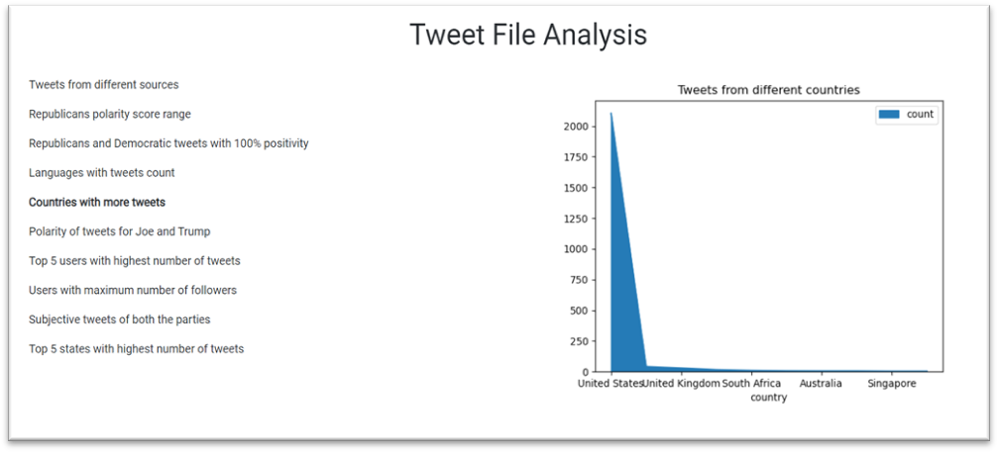 Tweet File Analysis
Tweets from different sources
Republicans polarity score range
Republicans and Democratic tweets with 100% positivity
Languages with tweets count
Countries with more tweets
Polarity of tweets for Joe and Trump
Top 5 users with highest number of tweets
Users with maximum number of followers
Subjective tweets of both the parties
Top 5 states with highest number of tweets
Tweets from different countries
count
2000
1750
1500
1250
1000
750
500
250
0
United States United Kingdom South Africa Australia Singapore
country